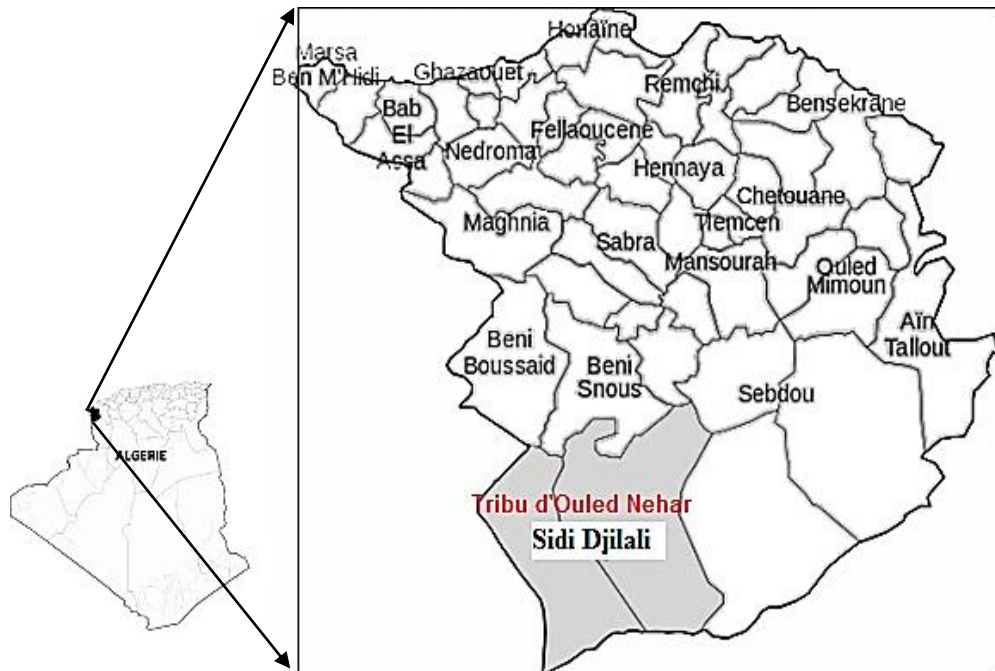 Honaïne
Marsa
Ben M'Hidi
Ghazaouet
Remchi
Bab
El
Assa
Bensekrane
Fellaoucene
Nedroma
Hennaya
Chetouane
Maghnia
Tlemcen
Sabra
Mansourah
Ouled
Mimoun
Aïn
Tallout
Beni
Boussaid
Beni
Snous
Sebdou
ALGERIE
Tribu d'Ouled Nehar
Sidi Djilali